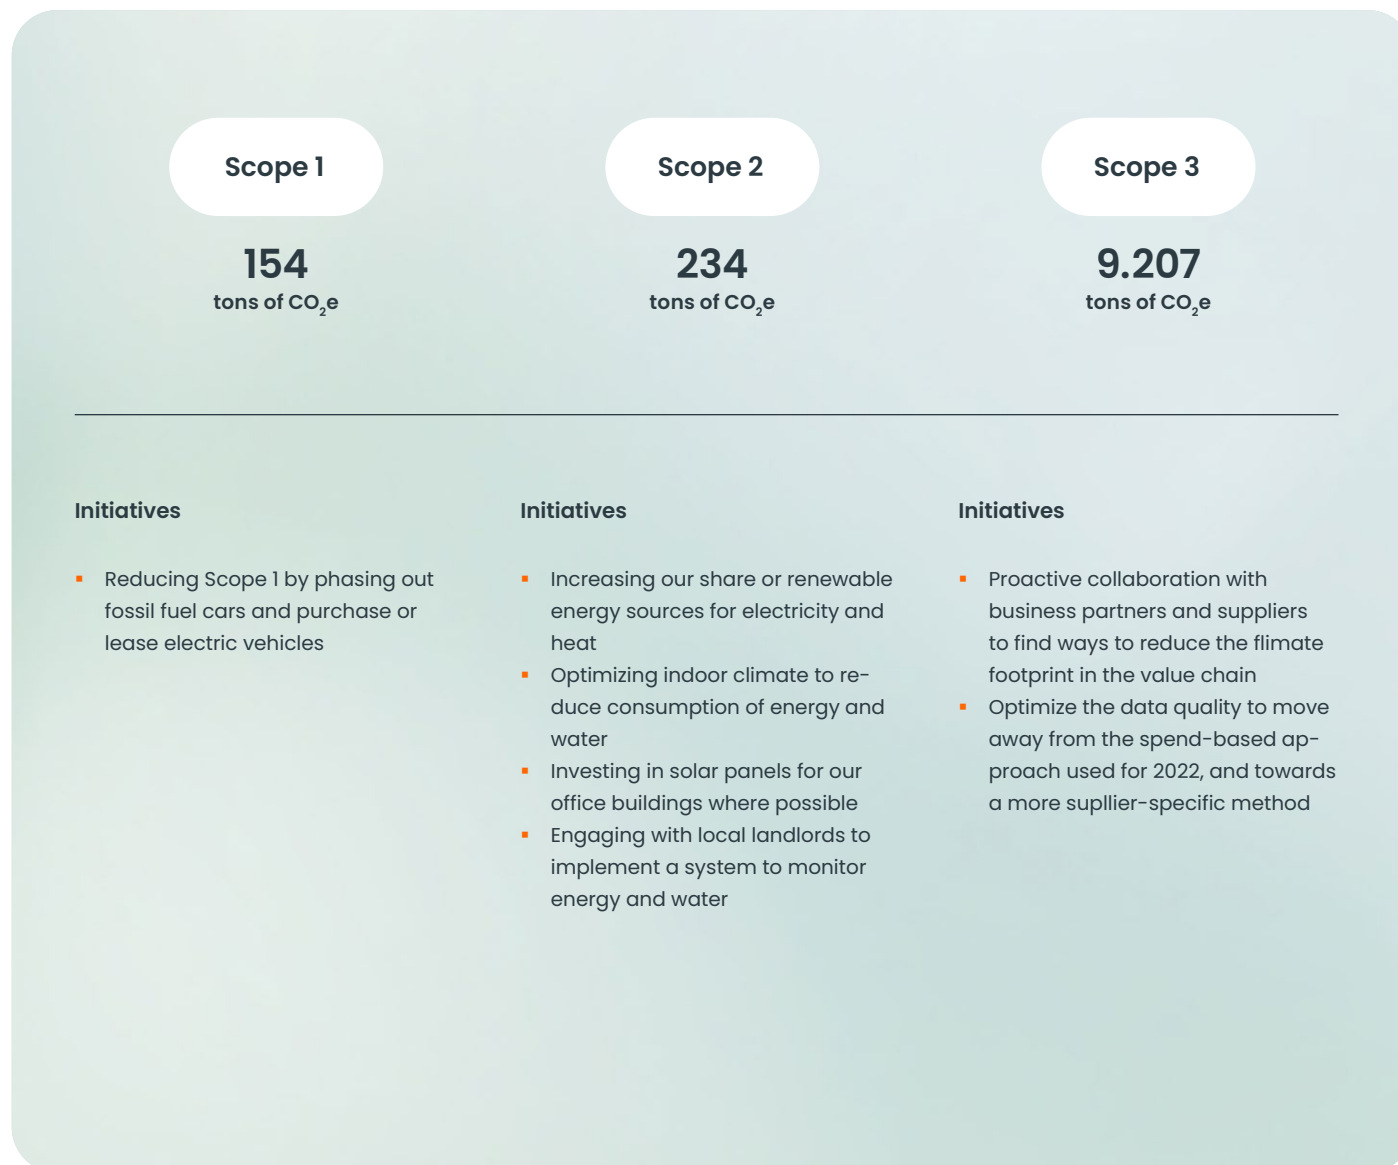 Scope 1
154
tons of CO₂e
Scope 2
234
tons of CO₂e
Scope 3
9.207
tons of CO₂e
Initiatives
▪ Reducing Scope 1 by phasing out
fossil fuel cars and purchase or
lease electric vehicles
Initiatives
▪ Increasing our share or renewable
energy sources for electricity and
heat
▪ Optimizing indoor climate to re-
duce consumption of energy and
water
▪ Investing in solar panels for our
office buildings where possible
▪ Engaging with local landlords to
implement a system to monitor
energy and water
Initiatives
▪ Proactive collaboration with
business partners and suppliers
to find ways to reduce the flimate
footprint in the value chain
▪ Optimize the data quality to move
away from the spend-based ap-
proach used for 2022, and towards
a more supllier-specific method